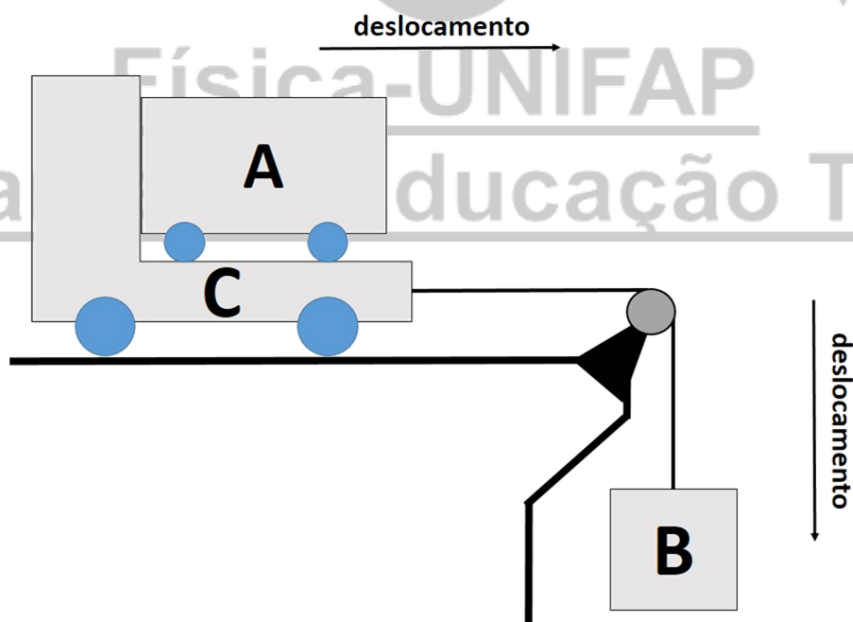 deslocamento
Física-UNIFAP
A
ducação T
C
deslocamento
B